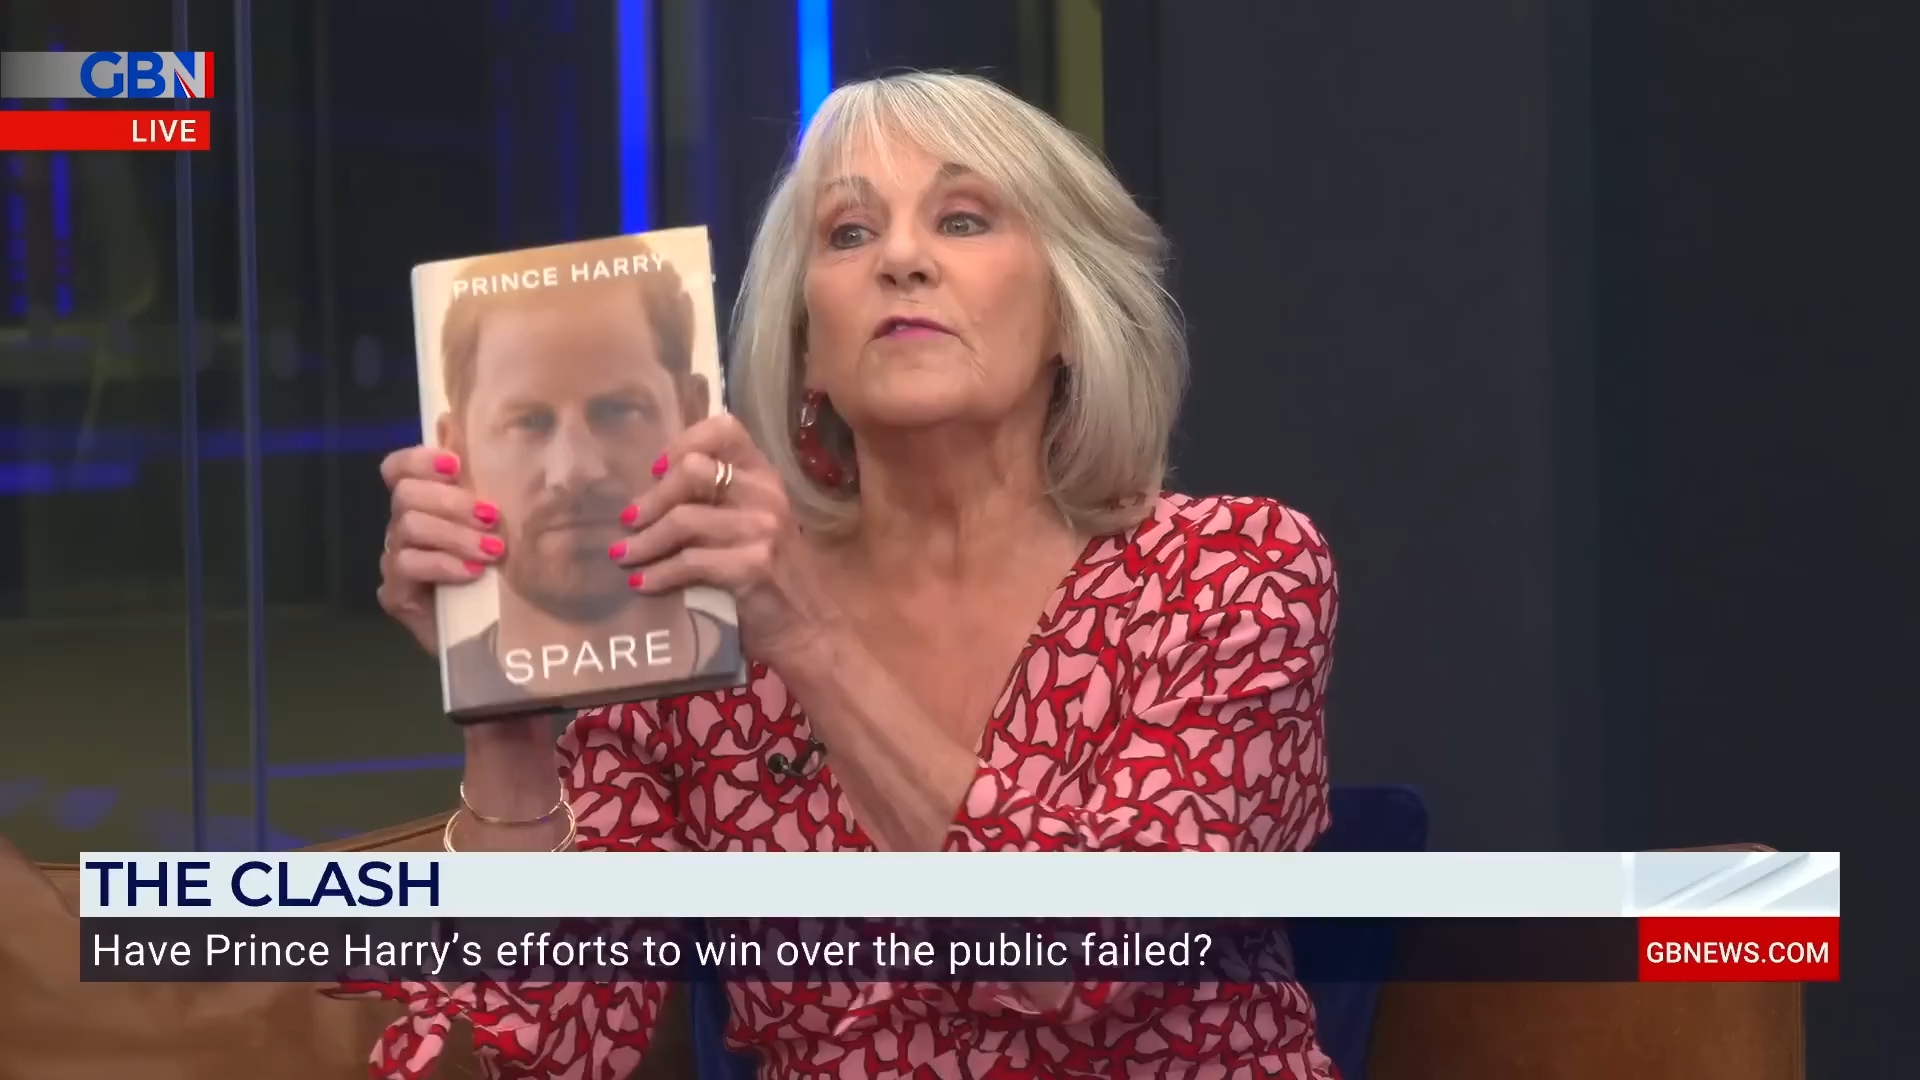 GBN
LIVE
PRINCE HARRY
SPARE
THE CLASH
Have Prince Harry’s efforts to win over the public failed?
GBNEWS.COM